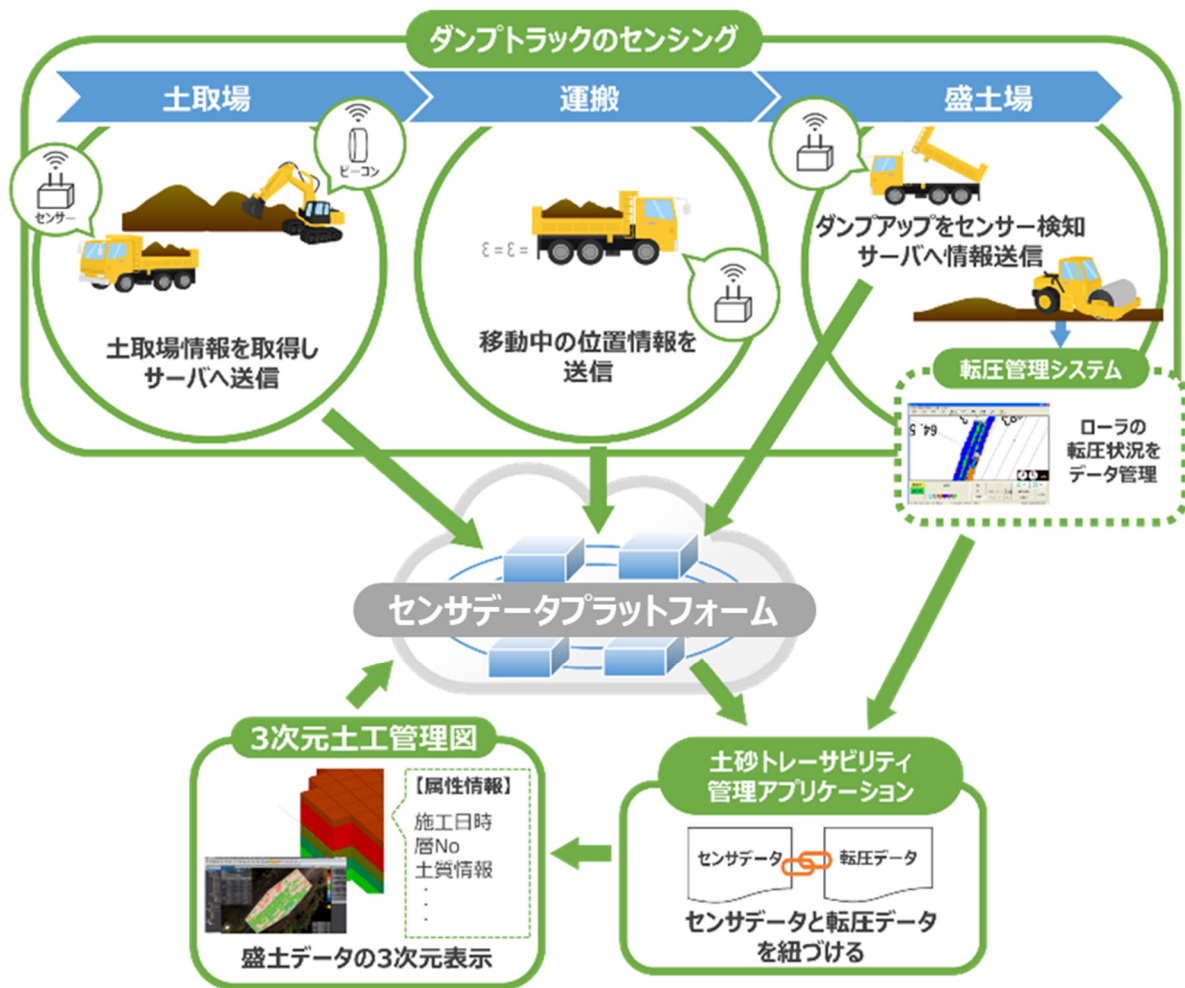 ダンプトラックのセンシング
土取場
運搬
盛土場
センサー
ビーコン
土取場情報を取得し
サーバへ送信
ε=ε=
移動中の位置情報を
送信
ダンプアップをセンサー検知
サーバへ情報送信
転圧管理システム
64.5
ローラの
転圧状況を
データ管理
センサデータプラットフォーム
3次元土工管理図
【属性情報】
施工日時
層No
土質情報
・
・
・
盛土データの3次元表示
土砂トレーサビリティ
管理アプリケーション
センサデータ
転圧データ
センサデータと転圧データ
を紐づける